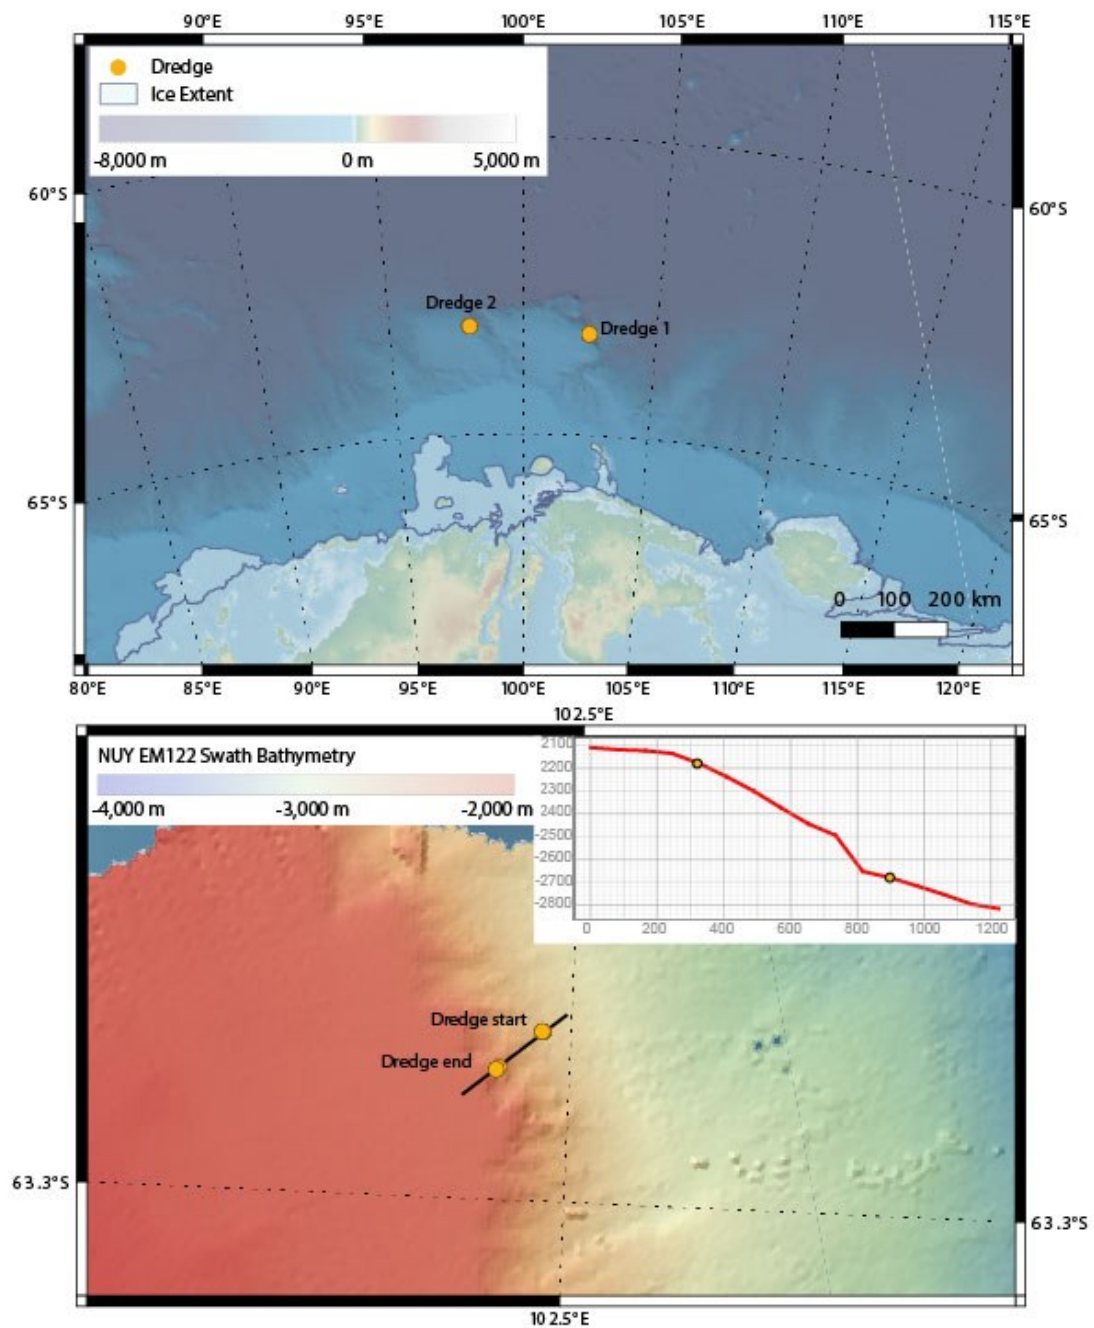 90°E 95°E 100°E 105°E 110°E 115°E
Dredge
Ice Extent
-8,000 m 0 m 5,000 m
60°S 60°S
Dredge 2
Dredge 1
65°S 65°S
0 100 200 km
80°E 85°E 90°E 95°E 100°E 105°E 110°E 115°E 120°E
102.5°E
NUY EM122 Swath Bathymetry
-4,000 m -3,000 m -2,000 m
-2100
-2200
-2300
-2400
-2500
-2600
-2700
-2800
0 200 400 600 800 1000 1200
Dredge start
Dredge end
63.3°S
63.3°S
102.5°E